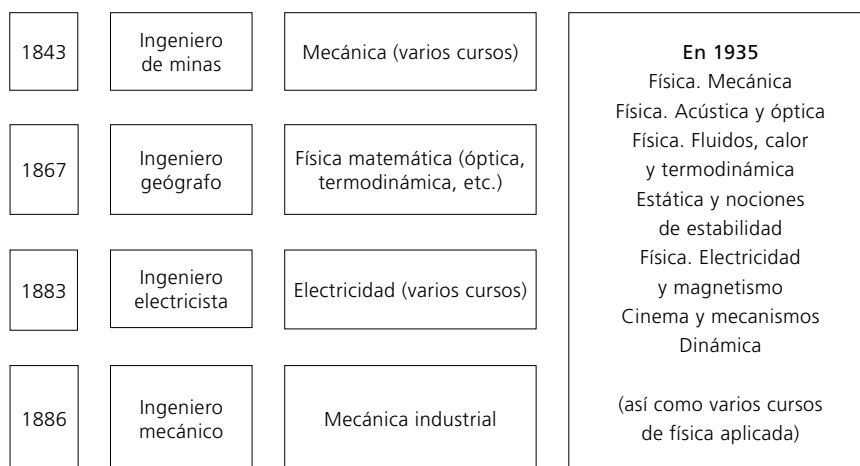 1843
Ingeniero
de minas
Mecánica (varios cursos)
1867
Ingeniero
geógrafo
Física matemática (óptica,
termodinámica, etc.)
1883
Ingeniero
electricista
Electricidad (varios cursos)
1886
Ingeniero
mecánico
Mecánica industrial
En 1935
Física. Mecánica
Física. Acústica y óptica
Física. Fluidos, calor
y termodinámica
Estática y nociones
de estabilidad
Física. Electricidad
y magnetismo
Cinema y mecanismos
Dinámica
(así como varios cursos
de física aplicada)